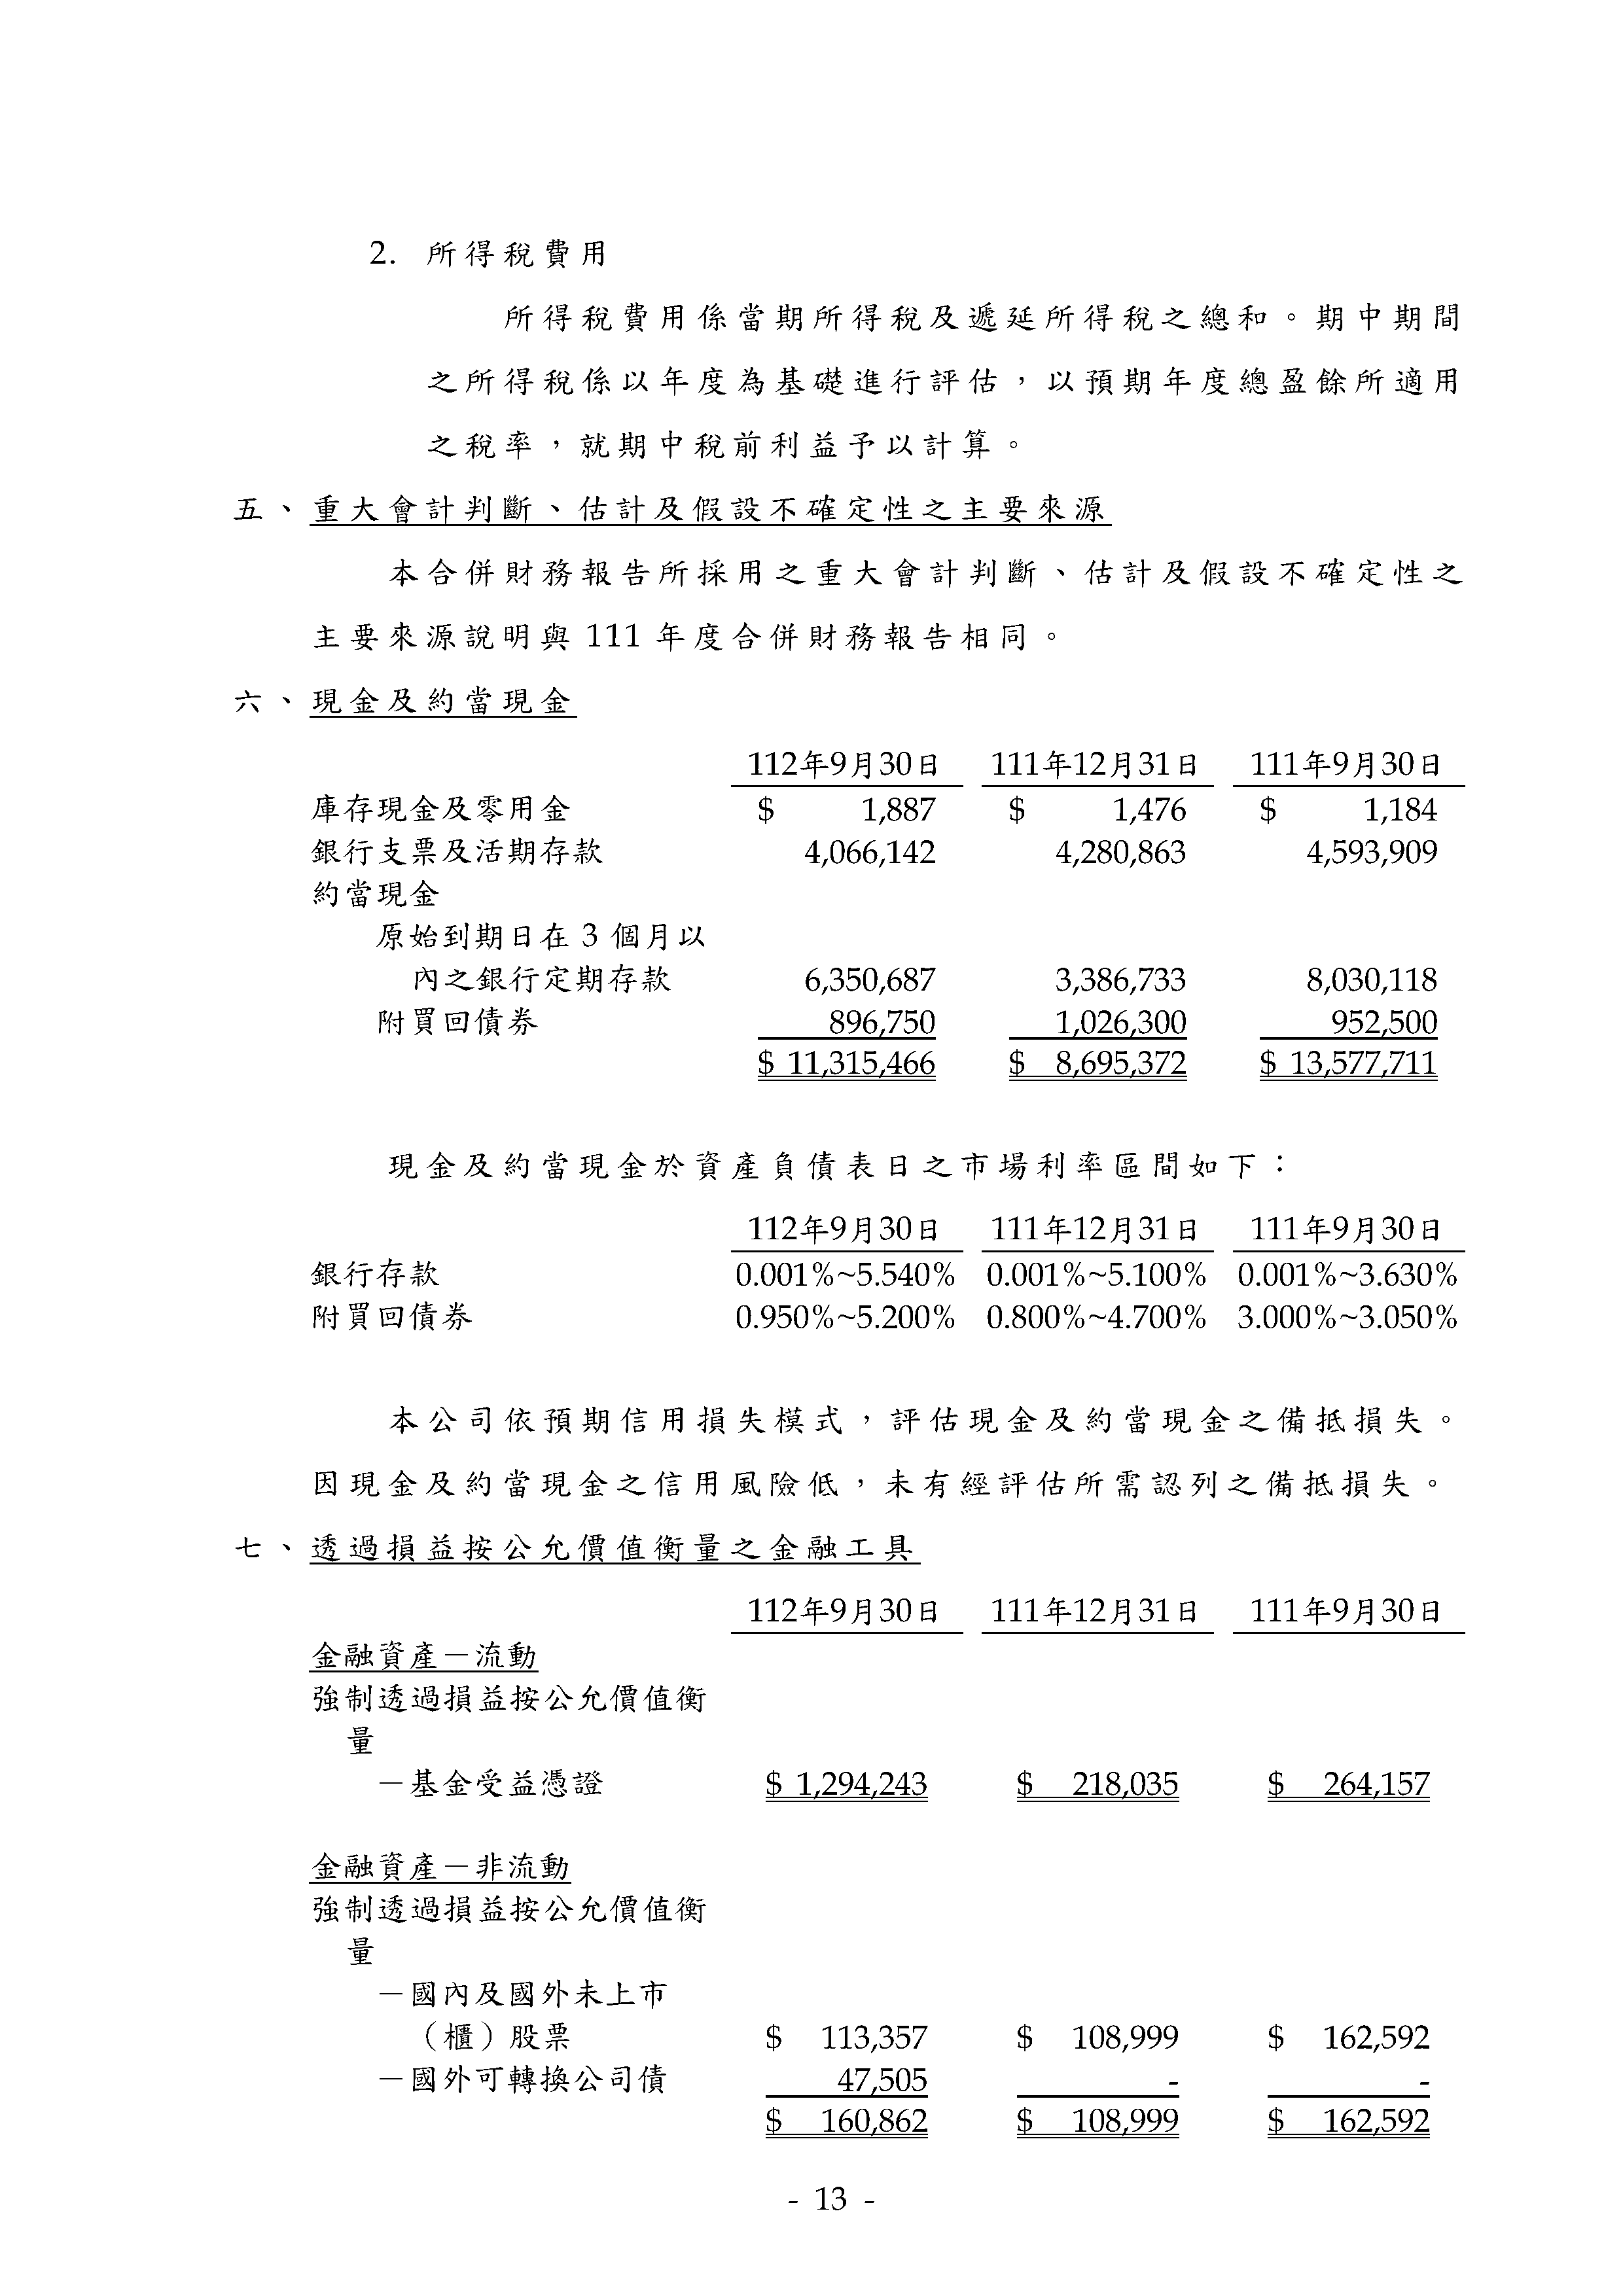 2. 所得稅費用
所得稅費用係當期所得稅及遞延所得稅之總和。期中期間
之所得稅係以年度為基礎進行評估，以預期年度總盈餘所適用
之稅率，就期中稅前利益予以計算。
五、重大會計判斷、估計及假設不確定性之主要來源
本合併財務報告所採用之重大會計判斷、估計及假設不確定性之
主要來源說明與 111 年度合併財務報告相同。
六、現金及約當現金
112年9月30日 111年12月31日 111年9月30日
庫存現金及零用金 $ 1,887 $ 1,476 $ 1,184
銀行支票及活期存款 4,066,142 4,280,863 4,593,909
約當現金
原始到期日在 3 個月以
內之銀行定期存款 6,350,687 3,386,733 8,030,118
附買回債券 896,750 1,026,300 952,500
$ 11,315,466 $ 8,695,372 $ 13,577,711
現金及約當現金於資產負債表日之市場利率區間如下：
112年9月30日 111年12月31日 111年9月30日
銀行存款 0.001%~5.540% 0.001%~5.100% 0.001%~3.630%
附買回債券 0.950%~5.200% 0.800%~4.700% 3.000%~3.050%
本公司依預期信用損失模式，評估現金及約當現金之備抵損失。
因現金及約當現金之信用風險低，未有經評估所需認列之備抵損失。
七、透過損益按公允價值衡量之金融工具
112年9月30日 111年12月31日 111年9月30日
金融資產－流動
強制透過損益按公允價值衡
量
－基金受益憑證 $ 1,294,243 $ 218,035 $ 264,157
金融資產－非流動
強制透過損益按公允價值衡
量
－國內及國外未上市
（櫃）股票 $ 113,357 $ 108,999 $ 162,592
－國外可轉換公司債 47,505 - -
$ 160,862 $ 108,999 $ 162,592
- 13 -